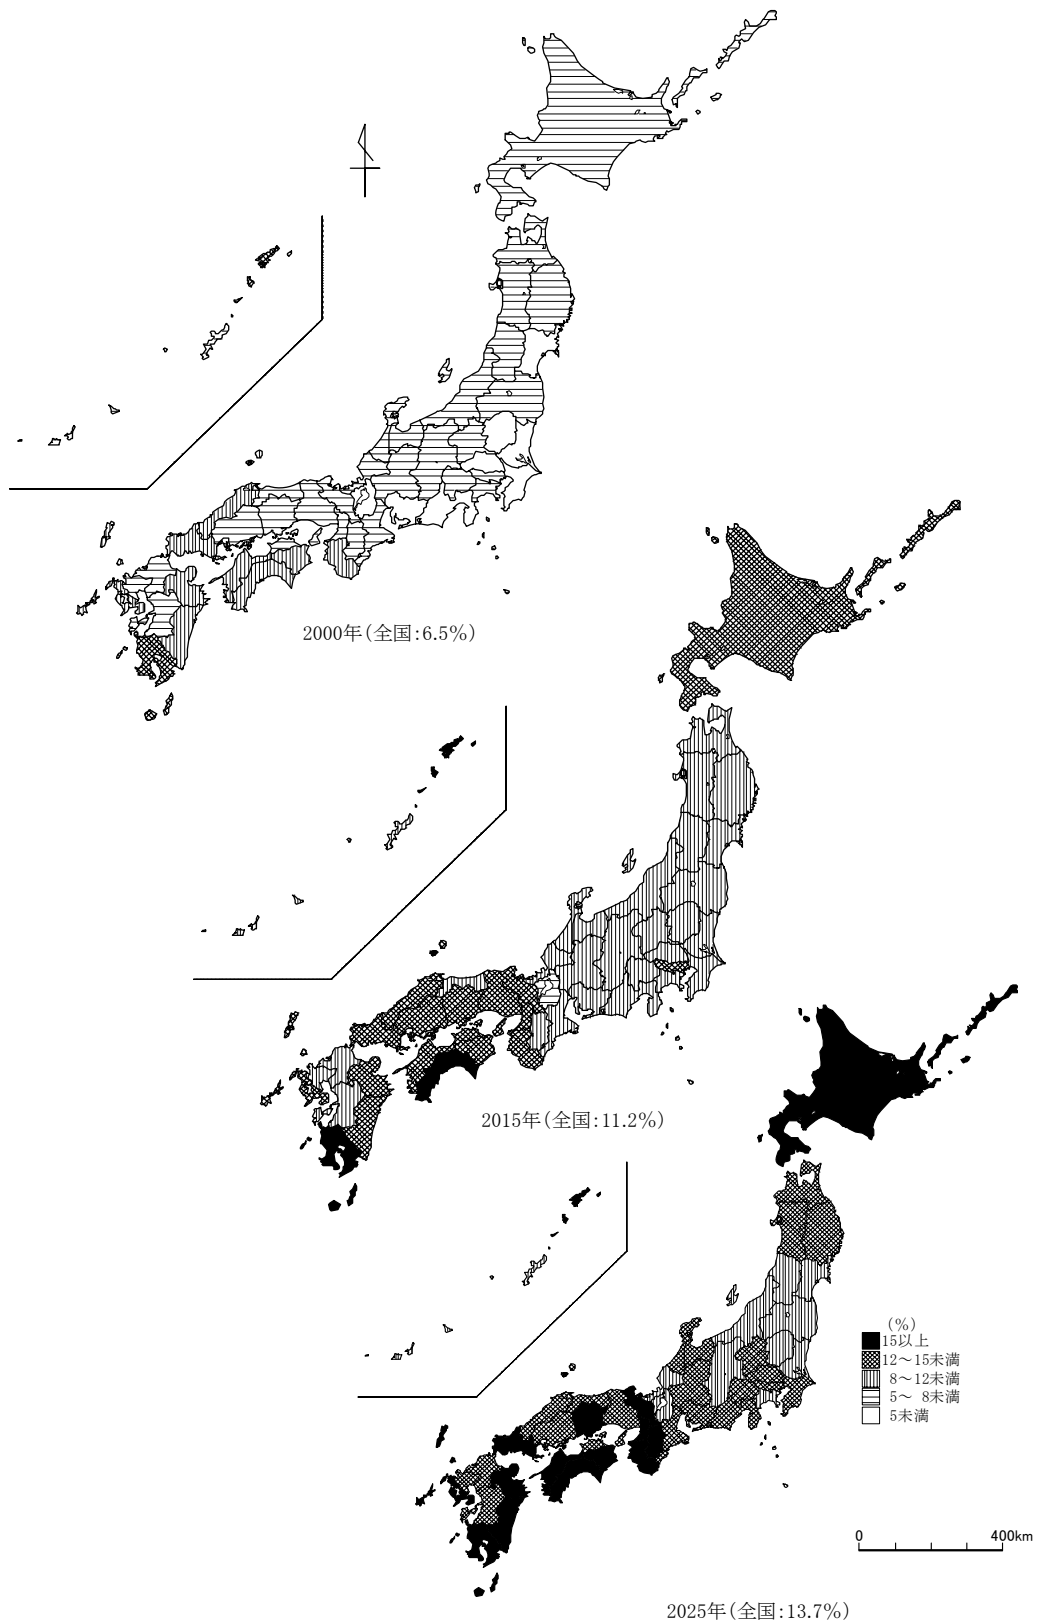 2000年(全国:6.5%)
2015年(全国:11.2%)
(%)
15以上
12～15未満
8～12未満
5～ 8未満
5未満
0 400km
2025年(全国:13.7%)